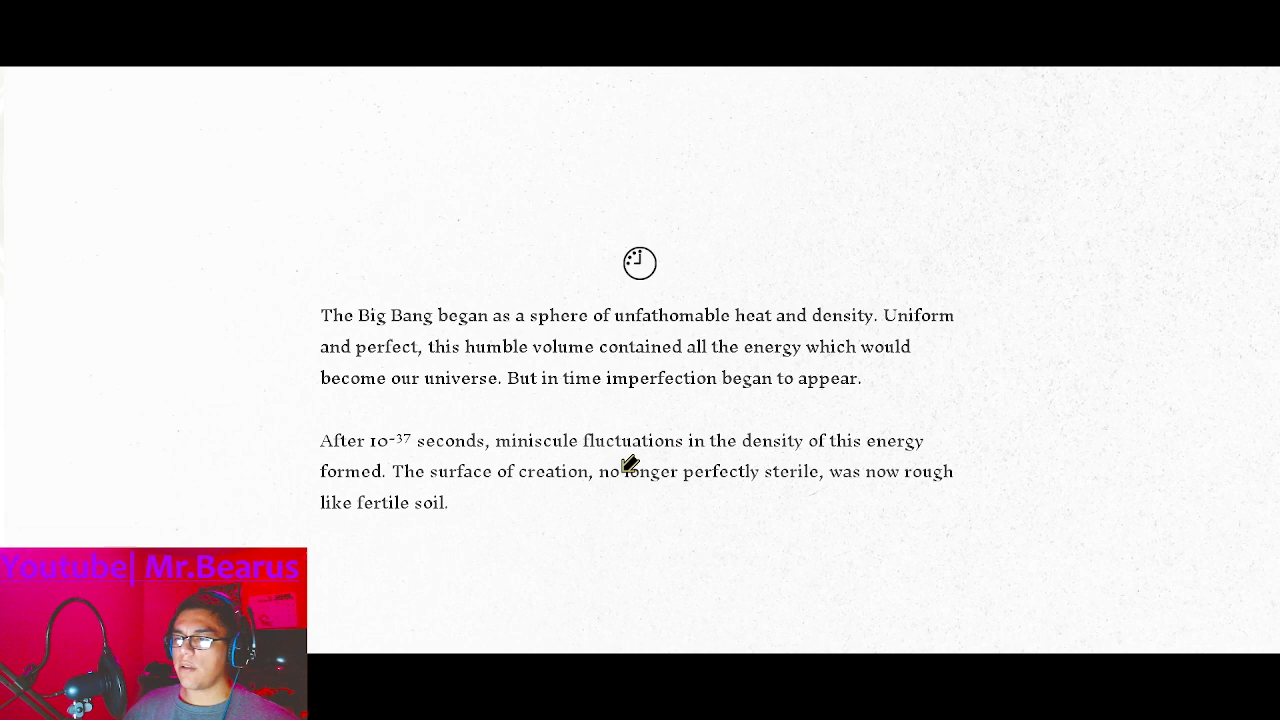 The Big Bang began as a sphere of unfathomable heat and density. Uniform
and perfect, this humble volume contained all the energy which would
become our universe. But in time imperfection began to appear.
After 10⁻³⁷ seconds, miniscule fluctuations in the density of this energy
formed. The surface of creation, no longer perfectly sterile, was now rough
like fertile soil.
Youtube| Mr.Bearus